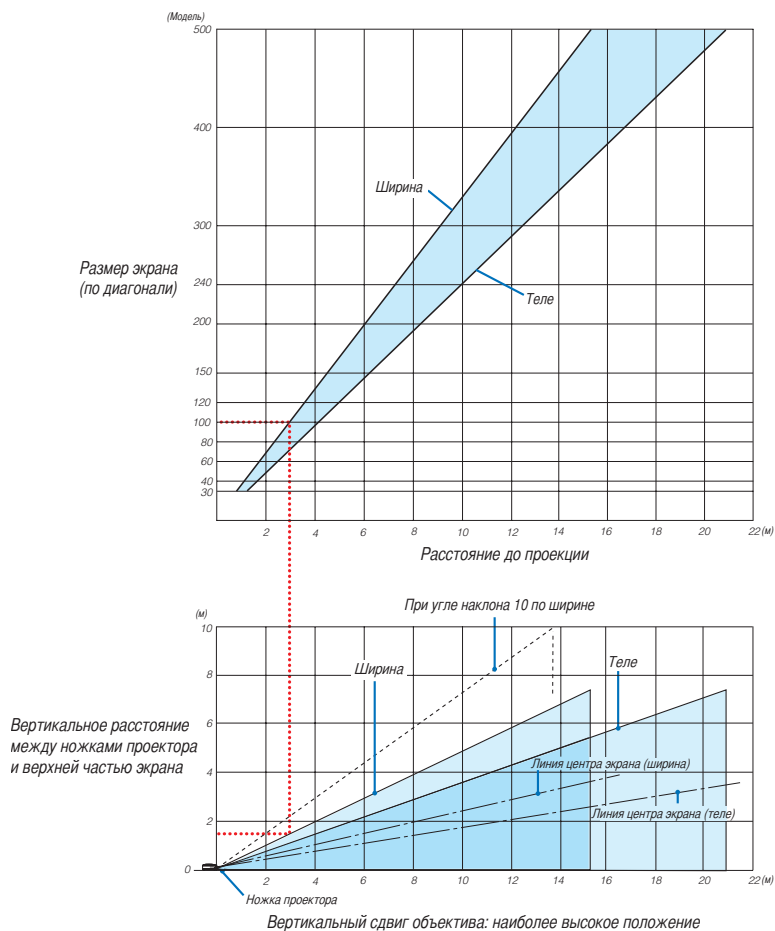 (Модель)
500
400
300
240
200
150
120
100
80
60
40
30
Ширина
Теле
Размер экрана
(по диагонали)
2 4 6 8 10 12 14 16 18 20 22 (м)
Расстояние до проекции
(м)
10
8
6
4
2
0
При угле наклона 10 по ширине
Ширина
Теле
Вертикальное расстояние
между ножками проектора
и верхней частью экрана
Линия центра экрана (ширина)
Линия центра экрана (теле)
2 4 6 8 10 12 14 16 18 20 22
(м)
Ножка проектора
Вертикальный сдвиг объектива: наиболее высокое положение